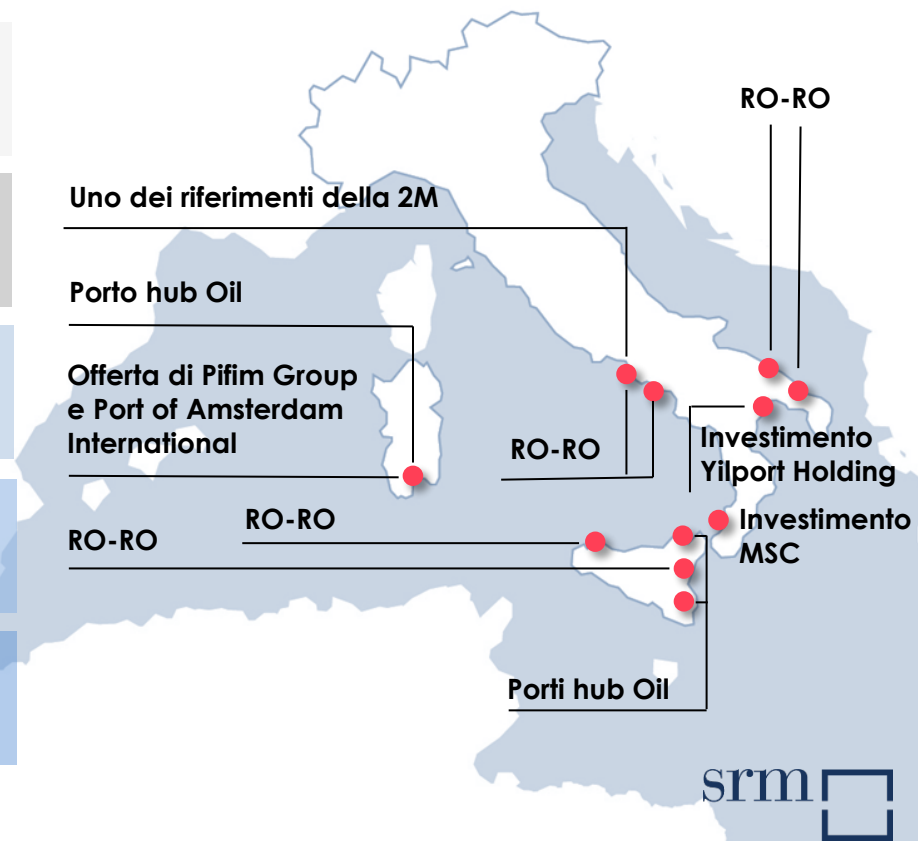 RO-RO
Uno dei riferimenti della 2M
Porto hub Oil
Offerta di Pifim Group
e Port of Amsterdam
International
RO-RO
Investimento
Yilport Holding
RO-RO
Investimento
MSC
RO-RO
Porti hub Oil
srm